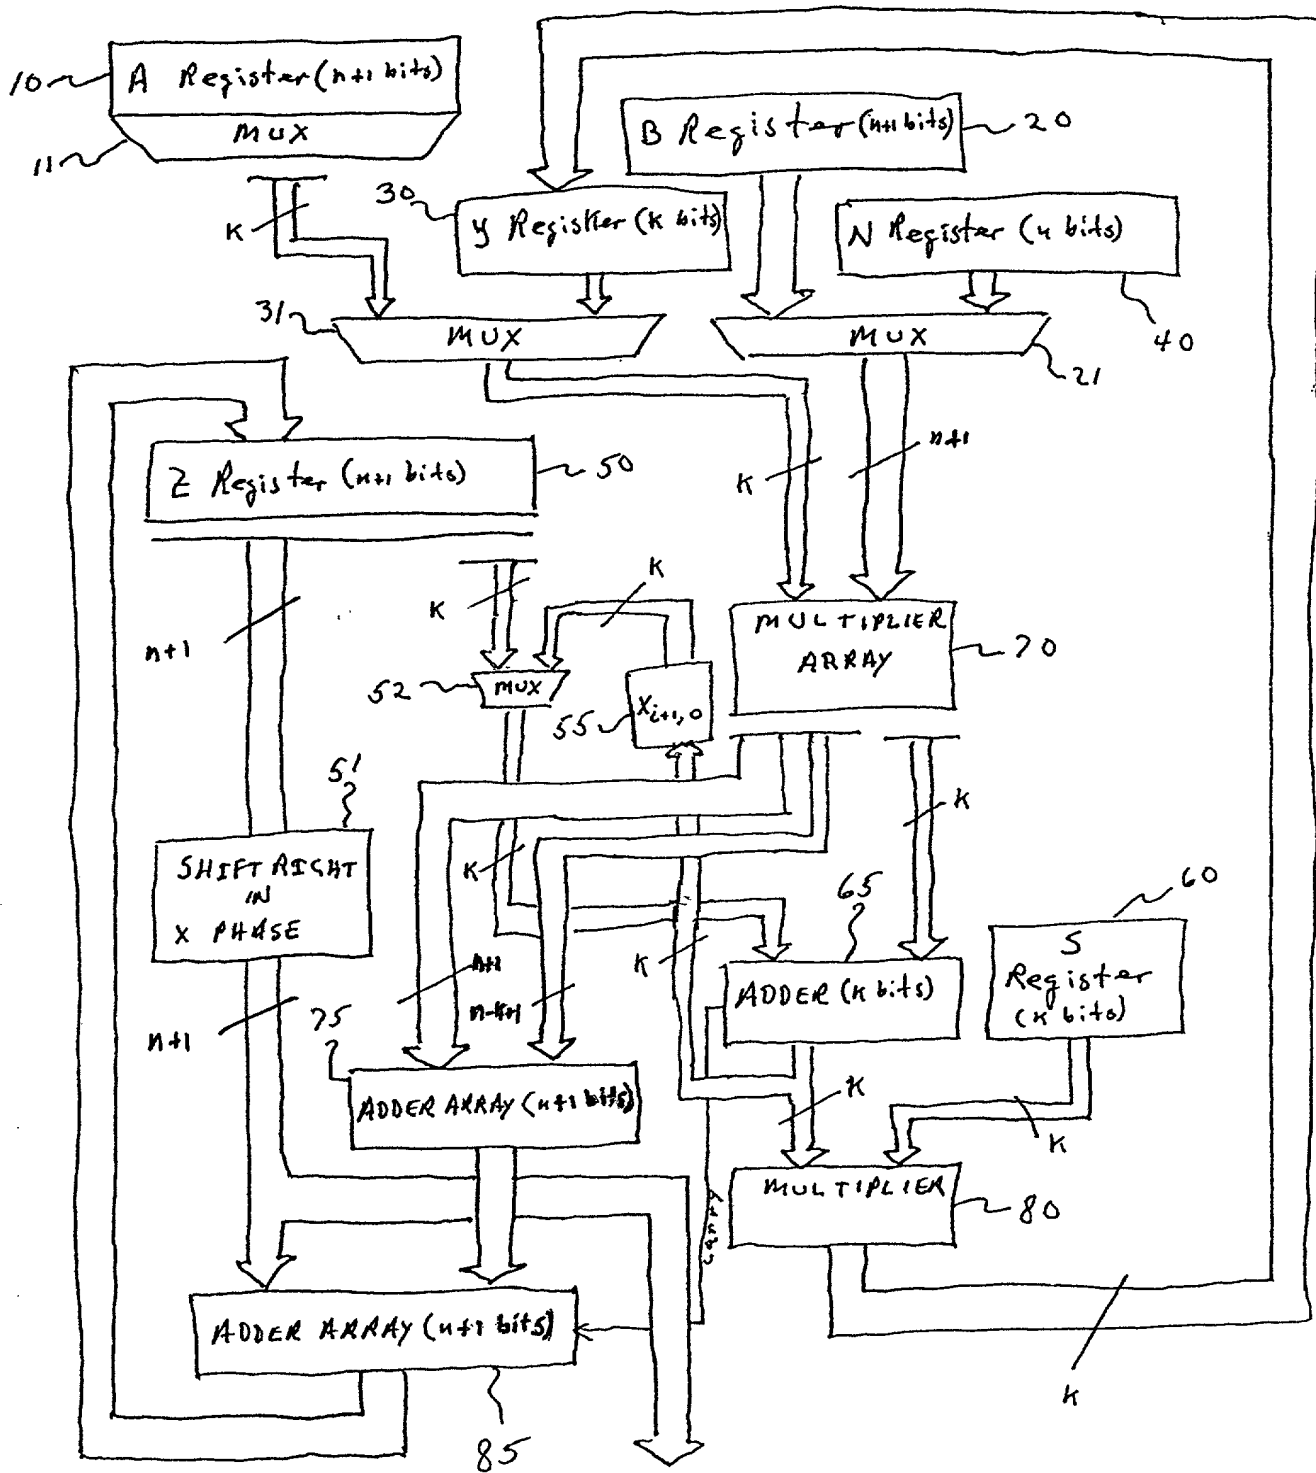 10
A Register (n+1 bits)
MUX
11
K
B Register (n+1 bits)
20
30
Y Register (k bits)
N Register (n bits)
40
31
MUX
MUX
21
K
n+1
Z Register (n+1 bits)
50
n+1
K
K
52
MUX
55
X i+1,0
MULTIPLIER
ARRAY
70
K
51
SHIFT RIGHT
IN
X PHASE
K
n+1
n-k+1
K
65
ADDER (k bits)
60
S
Register
(k bits)
n+1
75
ADDER ARRAY (n+1 bits)
K
K
MULTIPLIER
80
carry
ADDER ARRAY (n+1 bits)
85
K